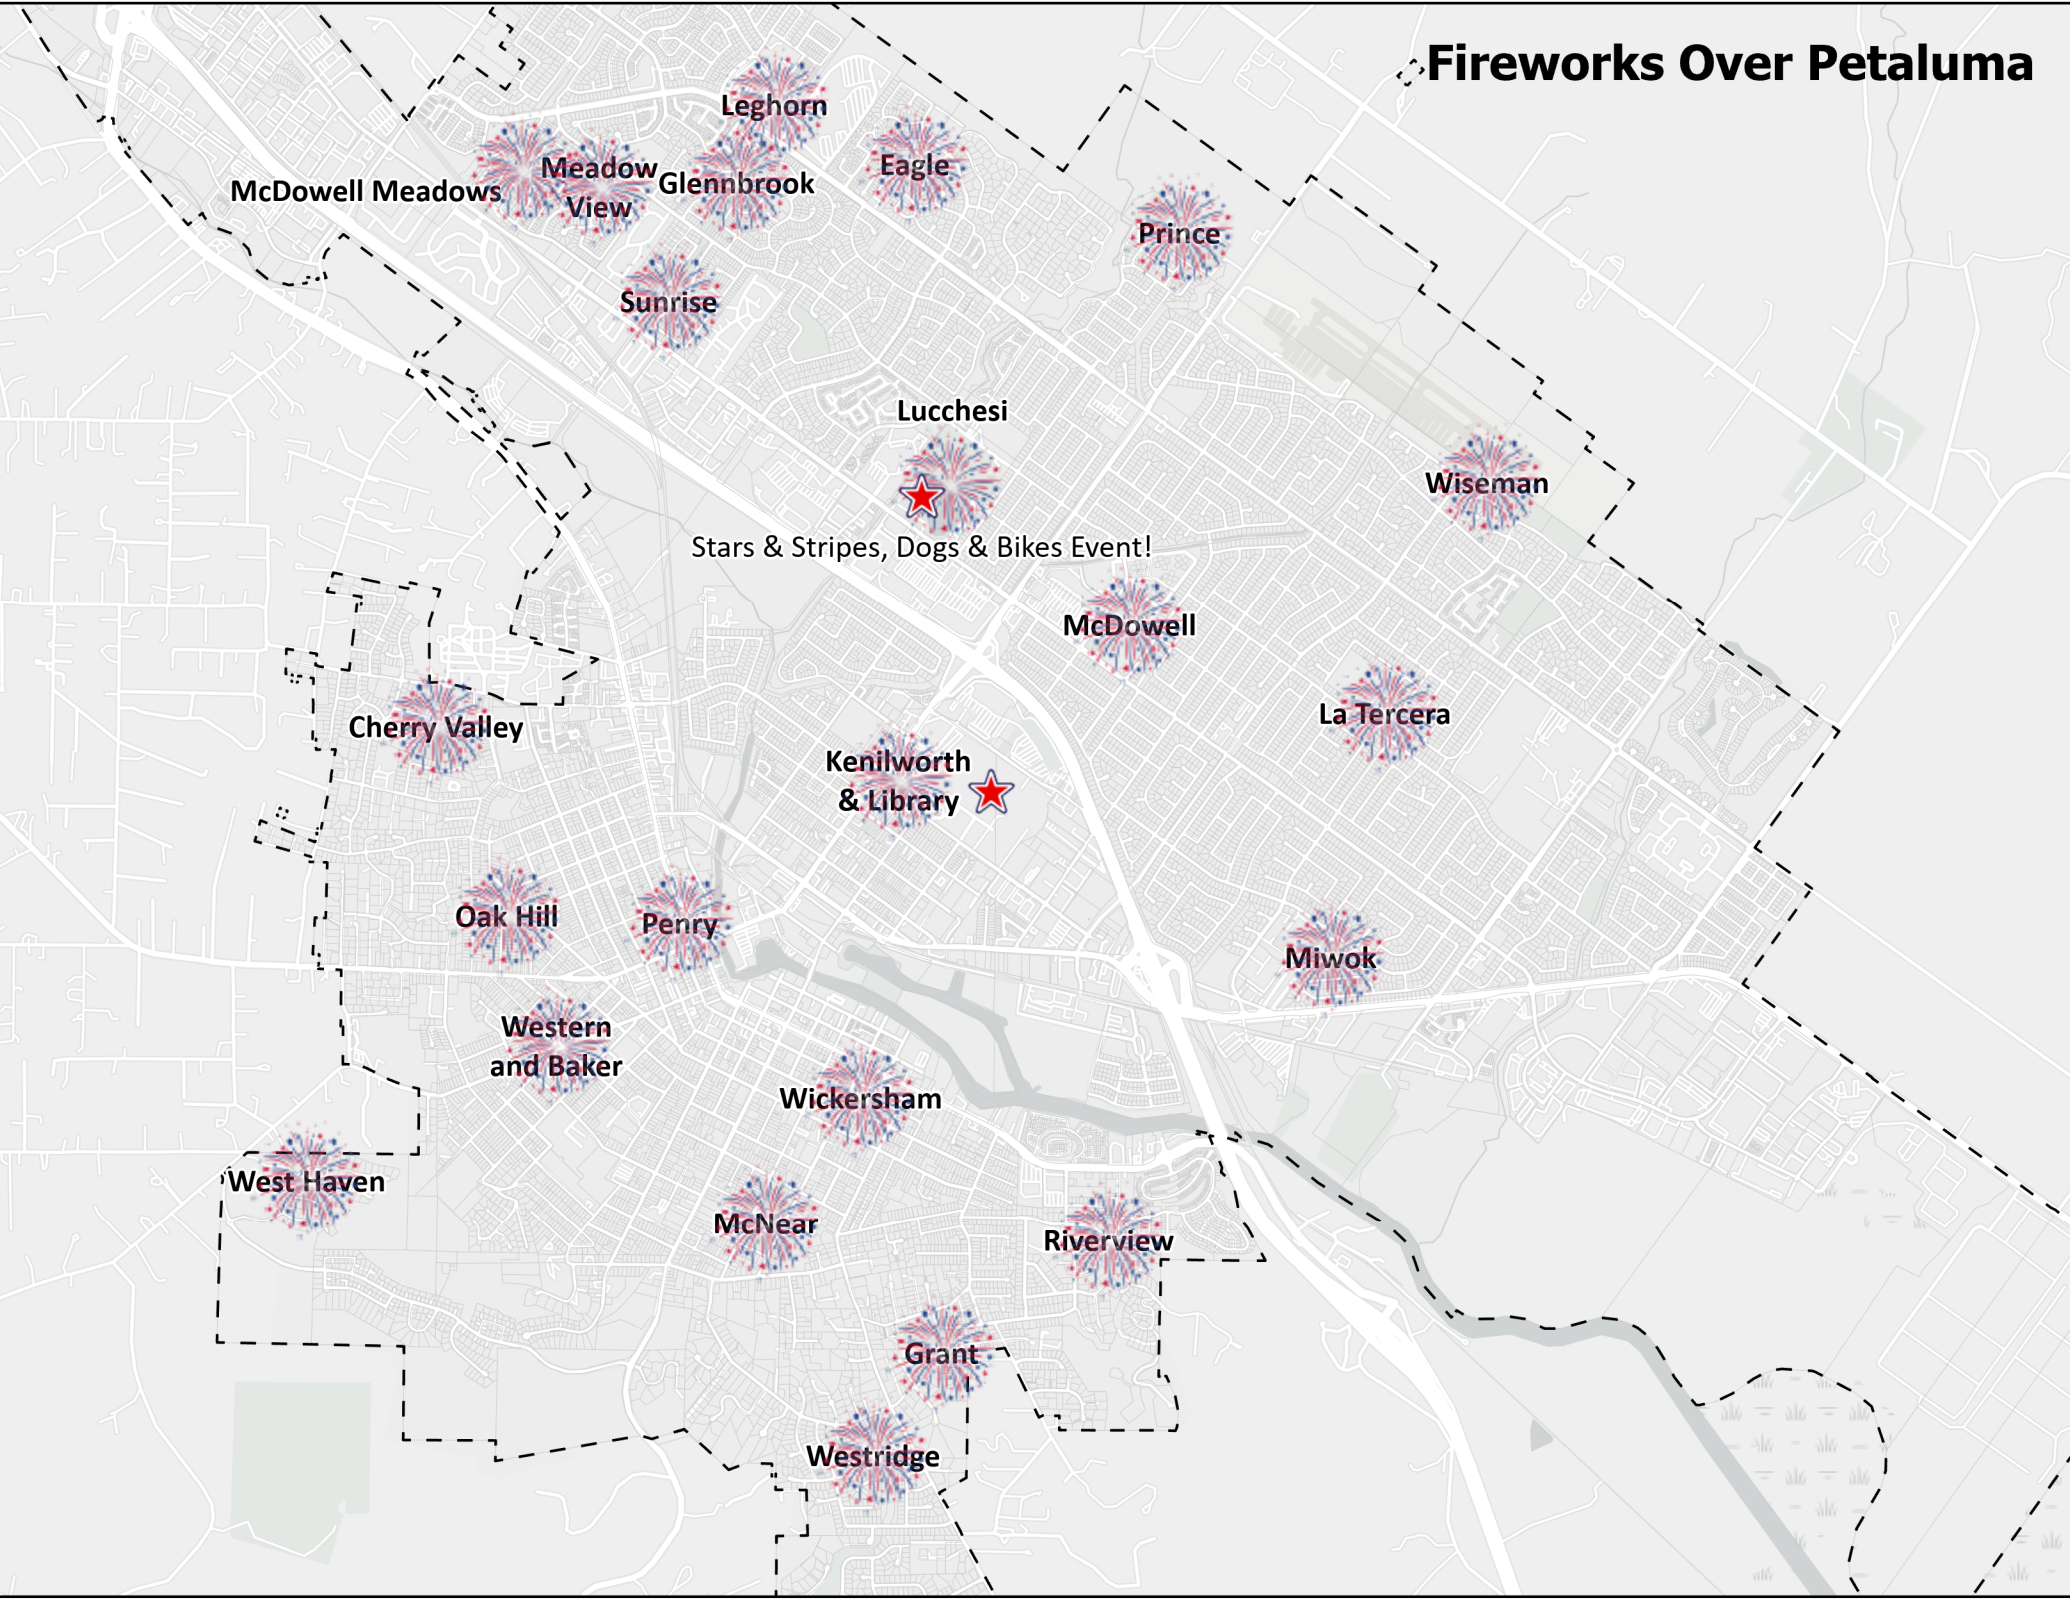 Fireworks Over Petaluma
Leghorn
Eagle
Meadow
View
Glennbrook
McDowell Meadows
Prince
Sunrise
Lucchesi
Wiseman
Stars & Stripes, Dogs & Bikes Event!
McDowell
La Tercera
Cherry Valley
Kenilworth
& Library
Oak Hill
Penry
Miwok
Western
and Baker
Wickersham
West Haven
McNear
Riverview
Grant
Westridge